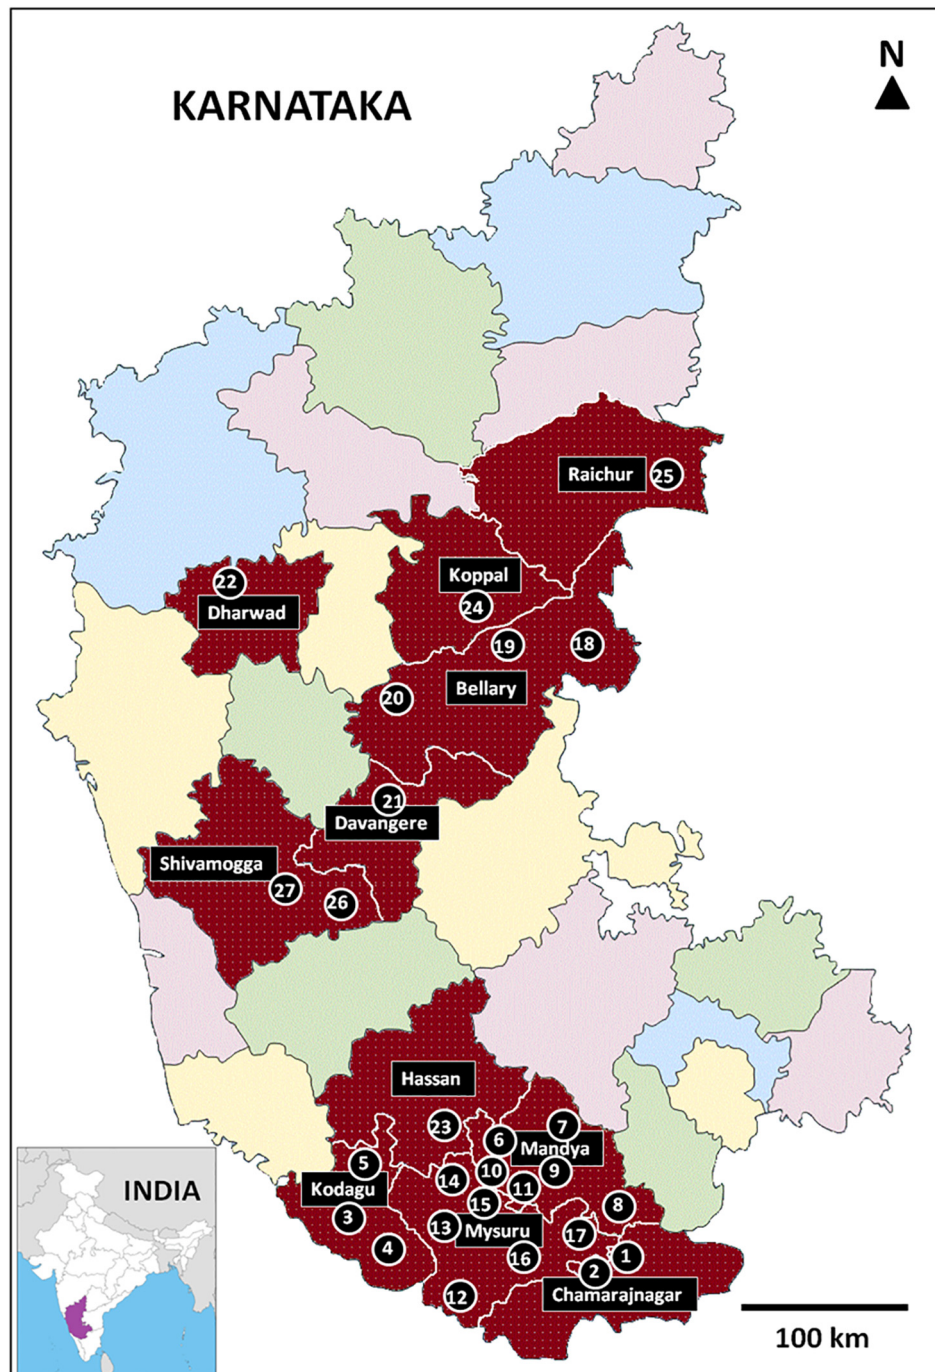 KARNATAKA
N
Raichur
25
Koppal
24
22
Dharwad
19
18
Bellary
20
21
Davangere
Shivamogga
27
26
Hassan
23
7
6
Mandya
5
10
9
14
11
Kodagu
15
8
3
13
Mysuru
17
4
16
1
2
12
Chamarajnagar
INDIA
100 km